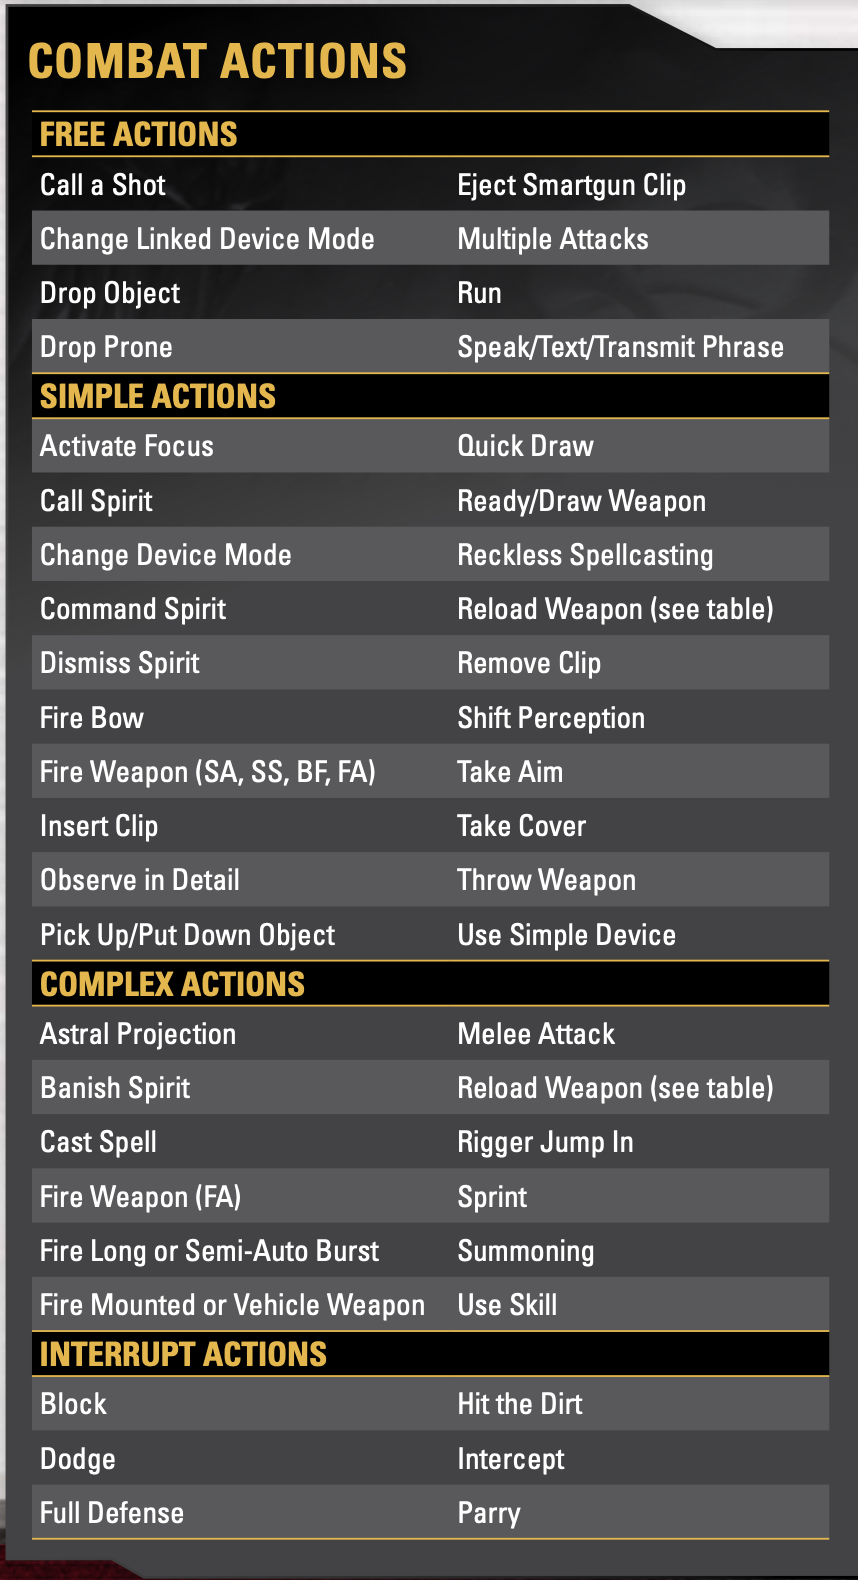 COMBAT ACTIONS
FREE ACTIONS
Call a Shot Eject Smartgun Clip
Change Linked Device Mode Multiple Attacks
Drop Object Run
Drop Prone Speak/Text/Transmit Phrase
SIMPLE ACTIONS
Activate Focus Quick Draw
Call Spirit Ready/Draw Weapon
Change Device Mode Reckless Spellcasting
Command Spirit Reload Weapon (see table)
Dismiss Spirit Remove Clip
Fire Bow Shift Perception
Fire Weapon (SA, SS, BF, FA) Take Aim
Insert Clip Take Cover
Observe in Detail Throw Weapon
Pick Up/Put Down Object Use Simple Device
COMPLEX ACTIONS
Astral Projection Melee Attack
Banish Spirit Reload Weapon (see table)
Cast Spell Rigger Jump In
Fire Weapon (FA) Sprint
Fire Long or Semi-Auto Burst Summoning
Fire Mounted or Vehicle Weapon Use Skill
INTERRUPT ACTIONS
Block Hit the Dirt
Dodge Intercept
Full Defense Parry